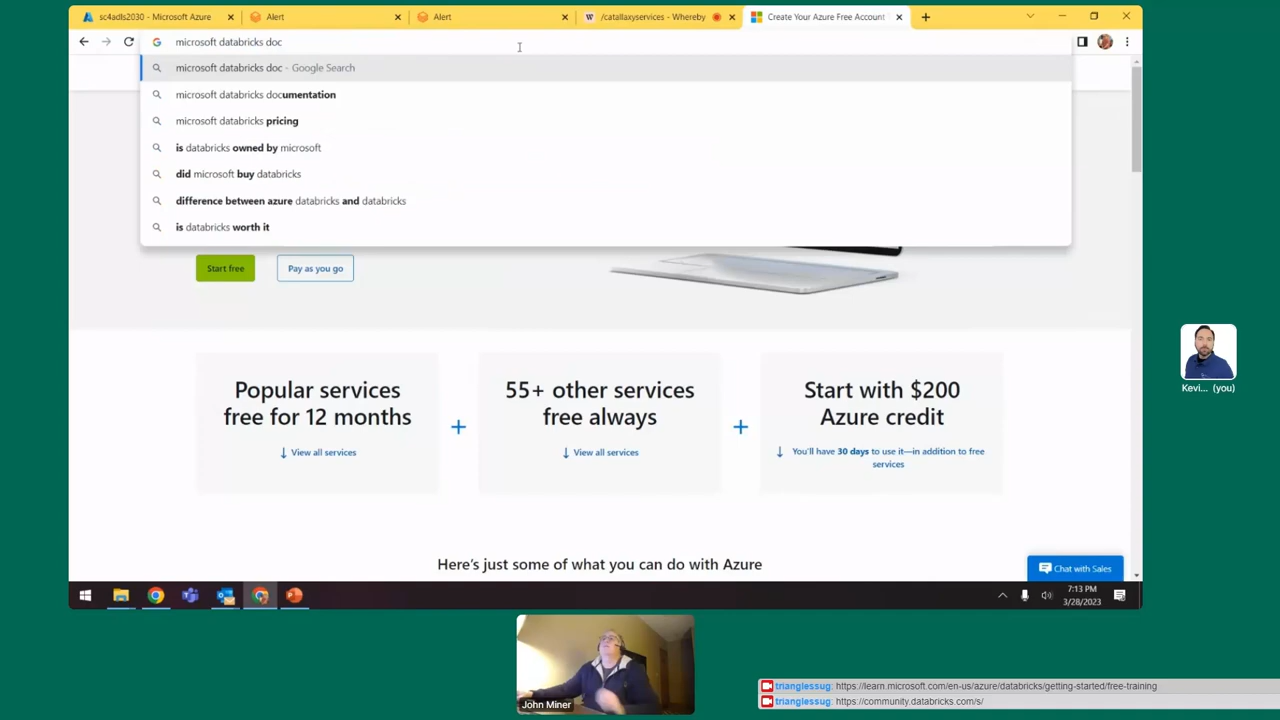 sc4adls2030 - Microsoft Azure
Alert
Alert
/catallaxyservices - Whereby
Create Your Azure Free Account
microsoft databricks doc
microsoft databricks doc - Google Search
microsoft databricks documentation
microsoft databricks pricing
is databricks owned by microsoft
did microsoft buy databricks
difference between azure databricks and databricks
is databricks worth it
Start free
Pay as you go
Popular services
free for 12 months
↓ View all services
+
55+ other services
free always
↓ View all services
+
Start with $200
Azure credit
↓ You'll have 30 days to use it—in addition to free
services
Here's just some of what you can do with Azure
Chat with Sales
7:13 PM
3/28/2023
Kevi... (you)
John Miner
trianglessug: https://learn.microsoft.com/en-us/azure/databricks/getting-started/free-training
trianglessug: https://community.databricks.com/s/